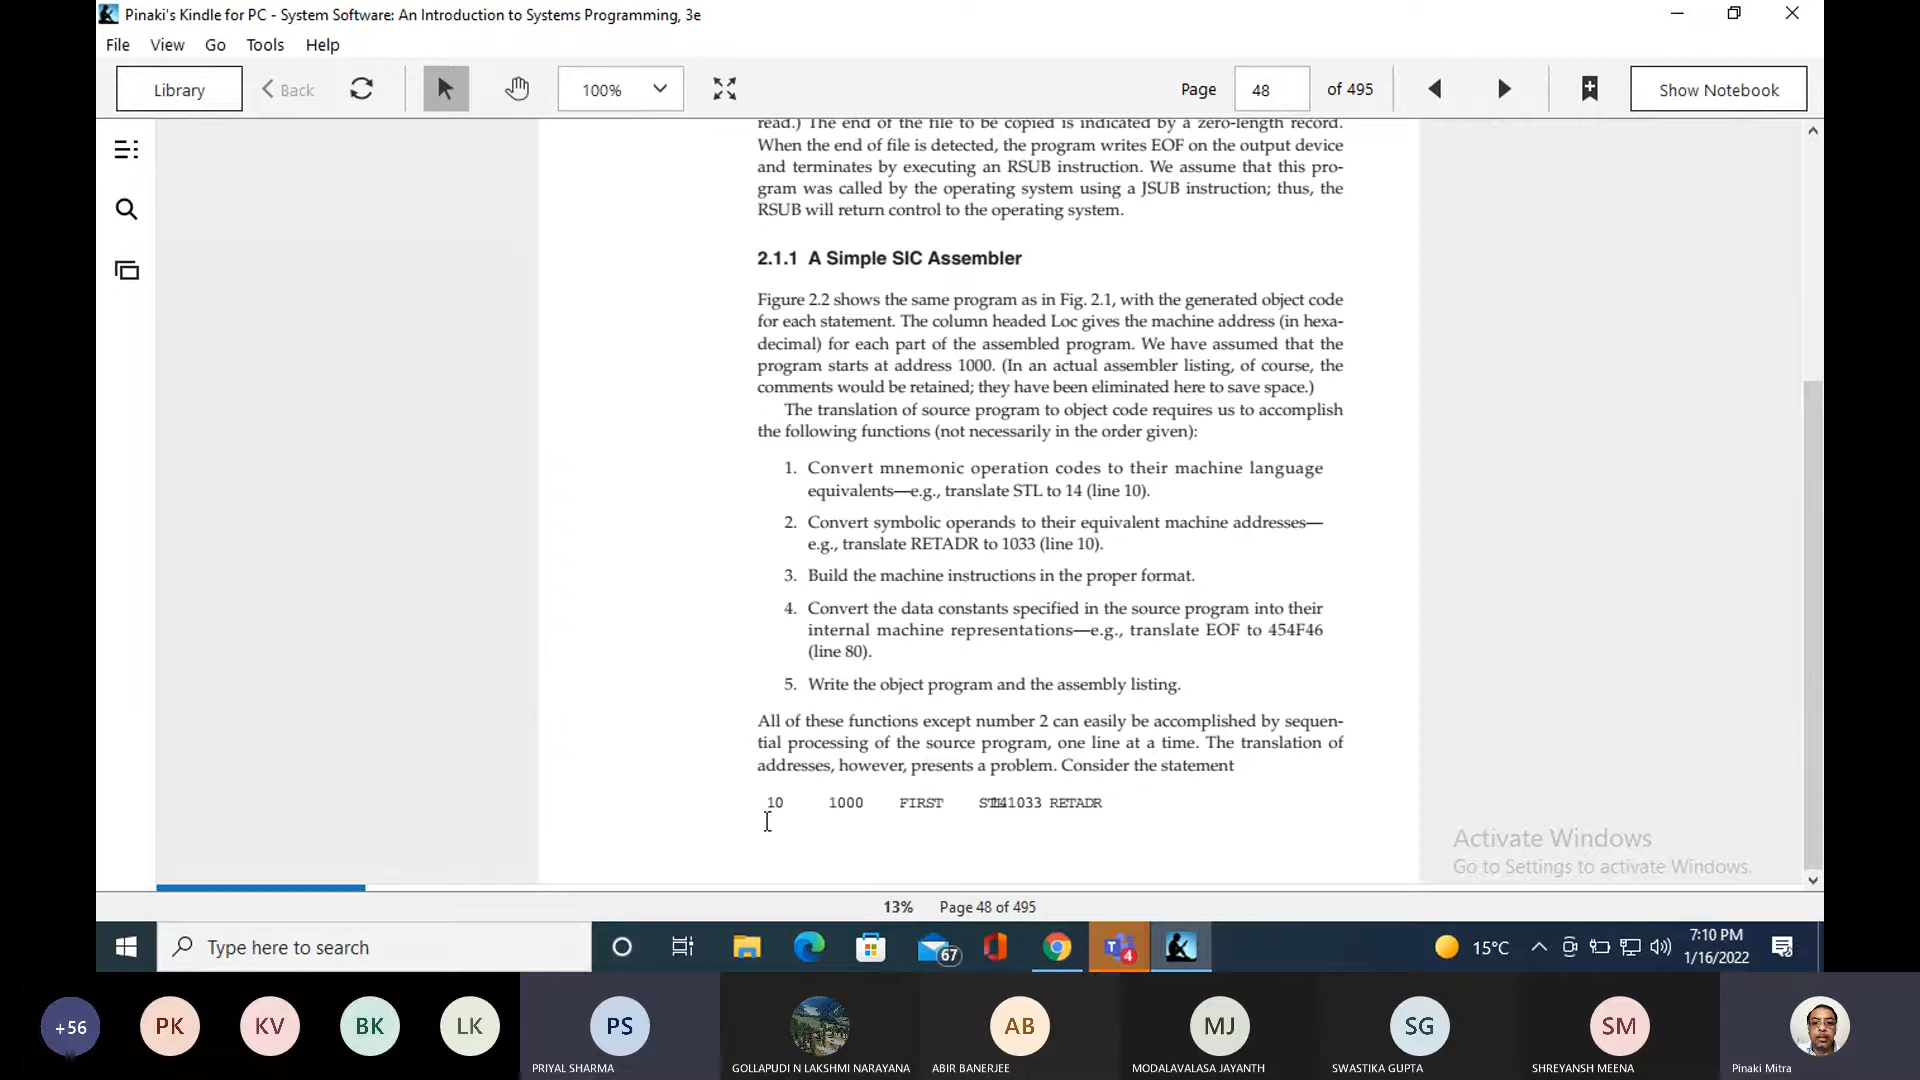 Pinaki's Kindle for PC - System Software: An Introduction to Systems Programming, 3e
File View Go Tools Help
Library Back 100% Page 48 of 495 Show Notebook
read.) The end of the file to be copied is indicated by a zero-length record.
When the end of file is detected, the program writes EOF on the output device
and terminates by executing an RSUB instruction. We assume that this pro-
gram was called by the operating system using a JSUB instruction; thus, the
RSUB will return control to the operating system.
2.1.1 A Simple SIC Assembler
Figure 2.2 shows the same program as in Fig. 2.1, with the generated object code
for each statement. The column headed Loc gives the machine address (in hexa-
decimal) for each part of the assembled program. We have assumed that the
program starts at address 1000. (In an actual assembler listing, of course, the
comments would be retained; they have been eliminated here to save space.)
The translation of source program to object code requires us to accomplish
the following functions (not necessarily in the order given):
1. Convert mnemonic operation codes to their machine language
equivalents—e.g., translate STL to 14 (line 10).
2. Convert symbolic operands to their equivalent machine addresses—
e.g., translate RETADR to 1033 (line 10).
3. Build the machine instructions in the proper format.
4. Convert the data constants specified in the source program into their
internal machine representations—e.g., translate EOF to 454F46
(line 80).
5. Write the object program and the assembly listing.
All of these functions except number 2 can easily be accomplished by sequen-
tial processing of the source program, one line at a time. The translation of
addresses, however, presents a problem. Consider the statement
10 1000 FIRST STL 141033 RETADR
Activate Windows
Go to Settings to activate Windows.
13% Page 48 of 495
Type here to search 67 4 15°C 7:10 PM
1/16/2022
+56 PK KV BK LK PS AB MJ SG SM
PRIYAL SHARMA GOLLAPUDI N LAKSHMI NARAYANA ABIR BANERJEE MODALAVALASA JAYANTH SWASTIKA GUPTA SHREYANSH MEENA Pinaki Mitra